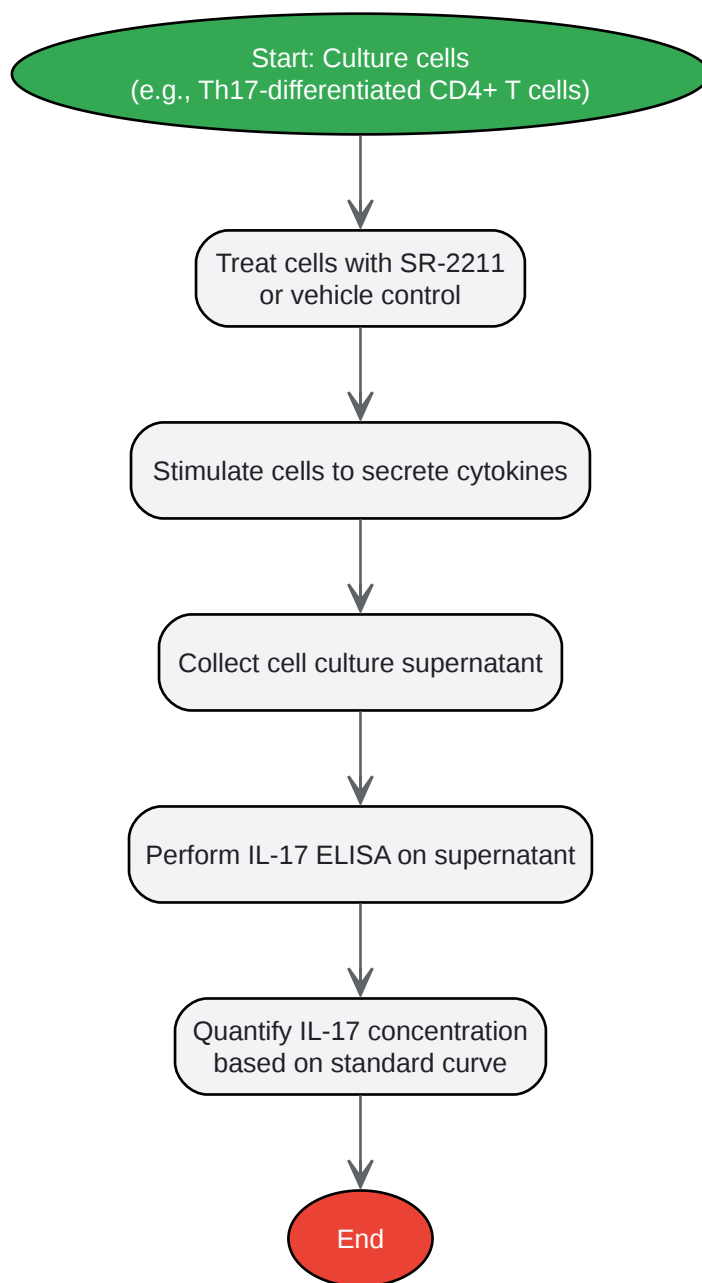 Start: Culture cells
(e.g., Th17-differentiated CD4+ T cells)
Treat cells with SR-2211
or vehicle control
Stimulate cells to secrete cytokines
Collect cell culture supernatant
Perform IL-17 ELISA on supernatant
Quantify IL-17 concentration
based on standard curve
End